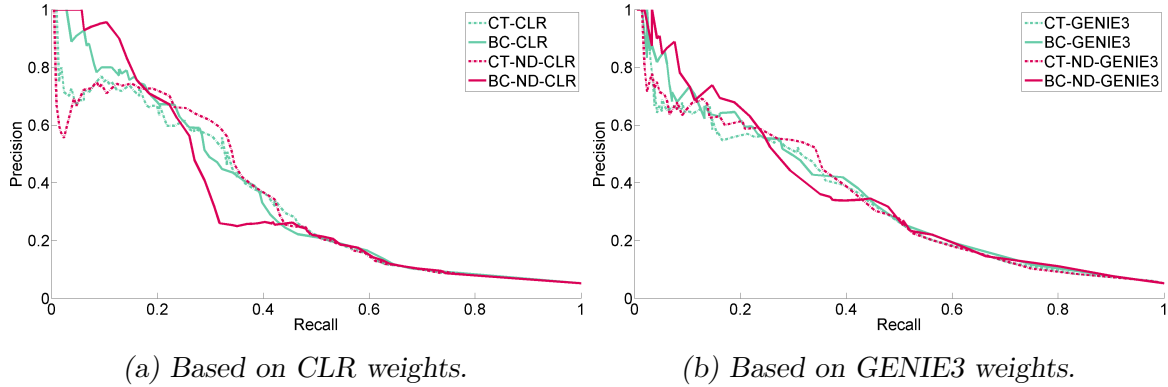 1
0.8
0.6
0.4
0.2
0
Precision
0
0.2
0.4
0.6
0.8
1
Recall
CT-CLR
BC-CLR
CT-ND-CLR
BC-ND-CLR
(a) Based on CLR weights.
1
0.8
0.6
0.4
0.2
0
Precision
0
0.2
0.4
0.6
0.8
1
Recall
CT-GENIE3
BC-GENIE3
CT-ND-GENIE3
BC-ND-GENIE3
(b) Based on GENIE3 weights.